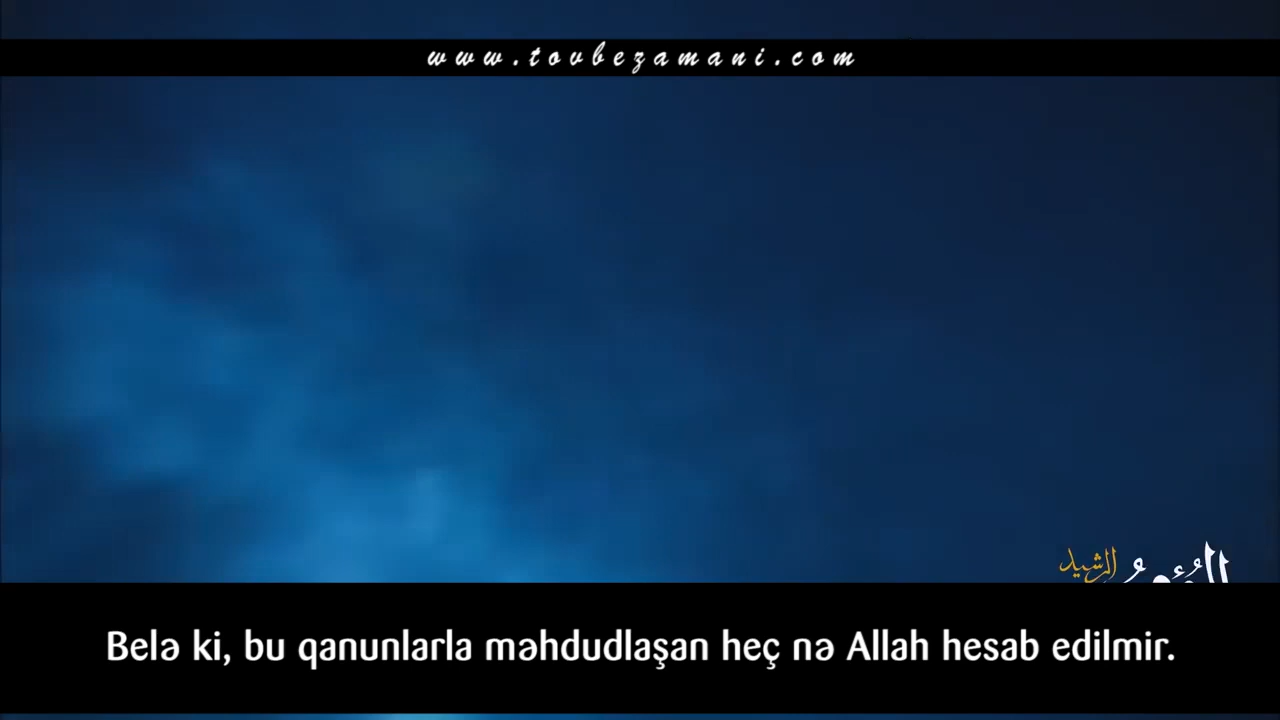 www.tovbezamani.com
الرشيد
Belə ki, bu qanunlarla məhdudlaşan heç nə Allah hesab edilmir.